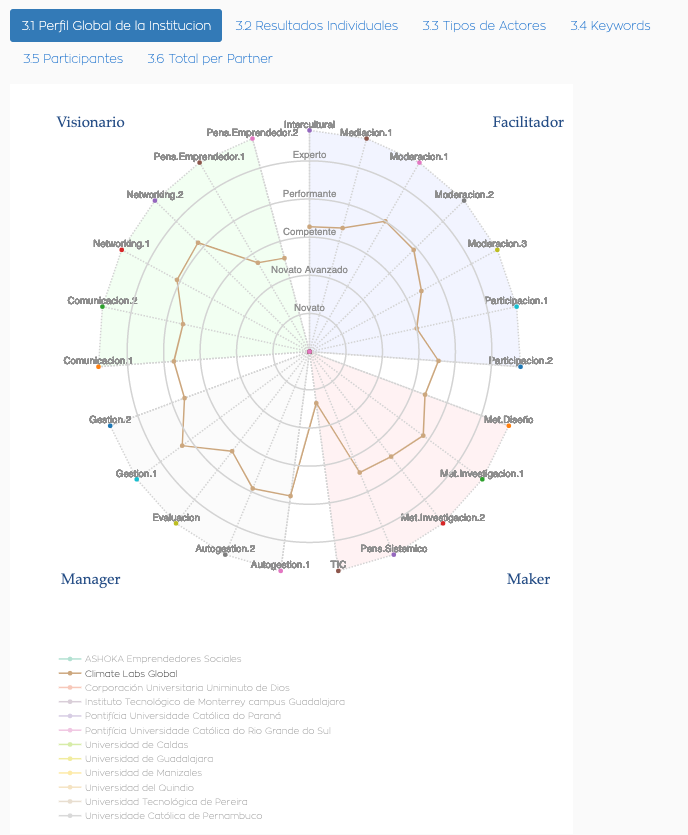 3.1 Perfil Global de la Institucion
3.2 Resultados Individuales
3.3 Tipos de Actores
3.4 Keywords
3.5 Participantes
3.6 Total per Partner
Visionario
Facilitador
Intercultural
Pens.Emprendedor.2
Mediacion.1
Pens.Emprendedor.1
Experto
Moderacion.1
Networking.2
Performante
Moderacion.2
Networking.1
Competente
Moderacion.3
Novato Avanzado
Comunicacion.2
Novato
Participacion.1
Comunicacion.1
Participacion.2
Gestion.2
Met.Diseño
Gestion.1
Met.Investigacion.1
Evaluacion
Met.Investigacion.2
Autogestion.2
Pens.Sistemico
Autogestion.1
TIC
Manager
Maker
ASHOKA Emprendedores Sociales
Climate Labs Global
Corporación Universitaria Uniminuto de Dios
Instituto Tecnológico de Monterrey campus Guadalajara
Pontifícia Universidade Católica do Paraná
Pontifícia Universidade Católica do Rio Grande do Sul
Universidad de Caldas
Universidad de Guadalajara
Universidad de Manizales
Universidad del Quindio
Universidad Tecnológica de Pereira
Universidade Católica de Pernambuco